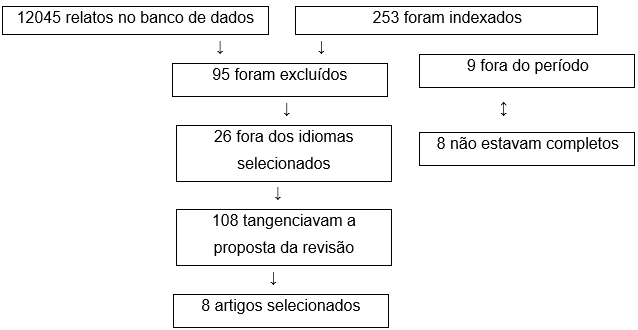 12045 relatos no banco de dados
253 foram indexados
95 foram excluídos
9 fora do período
26 fora dos idiomas
selecionados
8 não estavam completos
108 tangenciavam a
proposta da revisão
8 artigos selecionados